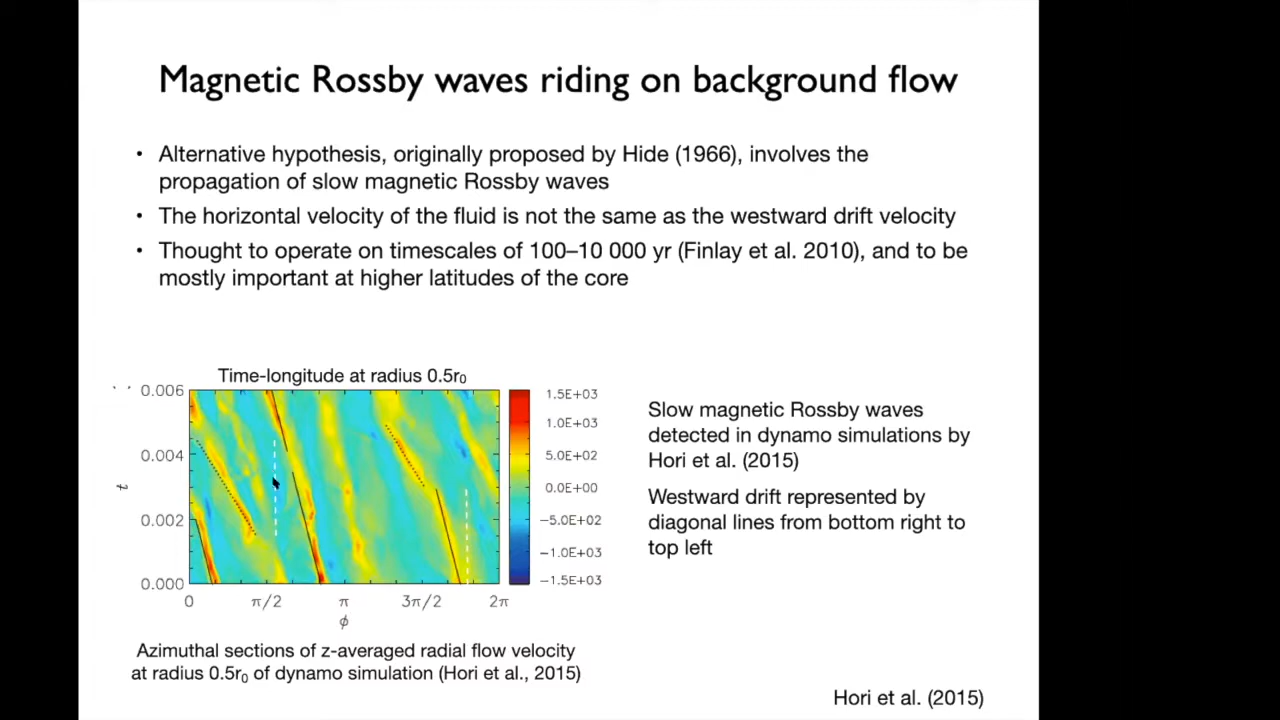 Magnetic Rossby waves riding on background flow
• Alternative hypothesis, originally proposed by Hide (1966), involves the
propagation of slow magnetic Rossby waves
• The horizontal velocity of the fluid is not the same as the westward drift velocity
• Thought to operate on timescales of 100–10 000 yr (Finlay et al. 2010), and to be
mostly important at higher latitudes of the core
Time-longitude at radius 0.5r₀
0.006
0.004
0.002
0.000
t
0 π/2 π 3π/2 2π
ϕ
1.5E+03
1.0E+03
5.0E+02
0.0E+00
−5.0E+02
−1.0E+03
−1.5E+03
Azimuthal sections of z-averaged radial flow velocity
at radius 0.5r₀ of dynamo simulation (Hori et al., 2015)
Slow magnetic Rossby waves
detected in dynamo simulations by
Hori et al. (2015)
Westward drift represented by
diagonal lines from bottom right to
top left
Hori et al. (2015)